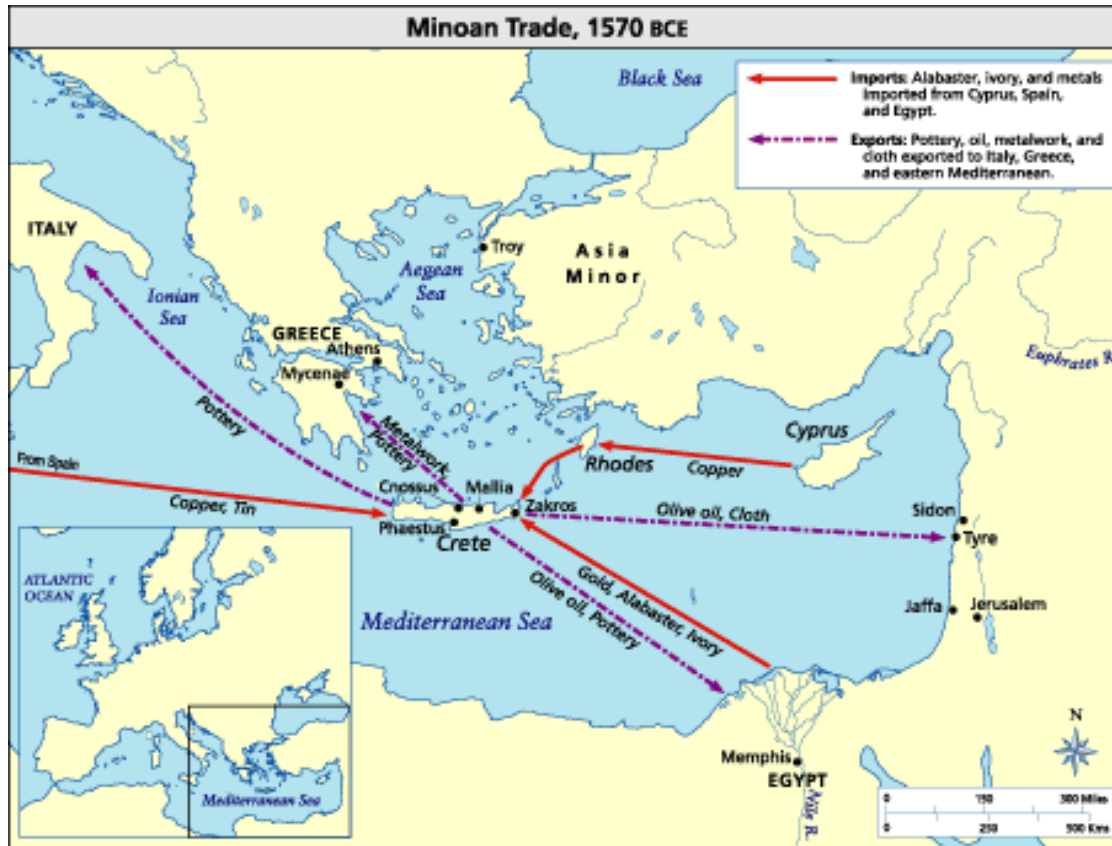 Minoan Trade, 1570 BCE
Black Sea
Imports: Alabaster, ivory, and metals
imported from Cyprus, Spain,
and Egypt.
Exports: Pottery, oil, metalwork, and
cloth exported to Italy, Greece,
and eastern Mediterranean.
ITALY
Ionian
Sea
Aegean
Sea
Troy
Asia
Minor
GREECE
Athens
Mycenae
Euphrates R.
Pottery
Metalwork
Pottery
Cyprus
Rhodes
Copper
From Spain
Copper, Tin
Cnossus
Mallia
Zakros
Phaestus
Crete
Olive oil, Cloth
Sidon
Tyre
Gold, Alabaster, Ivory
Olive oil, Pottery
Jaffa
Jerusalem
Mediterranean Sea
ATLANTIC
OCEAN
Mediterranean Sea
Memphis
EGYPT
Nile R.
N
0 150 300 Miles
0 250 500 Kms